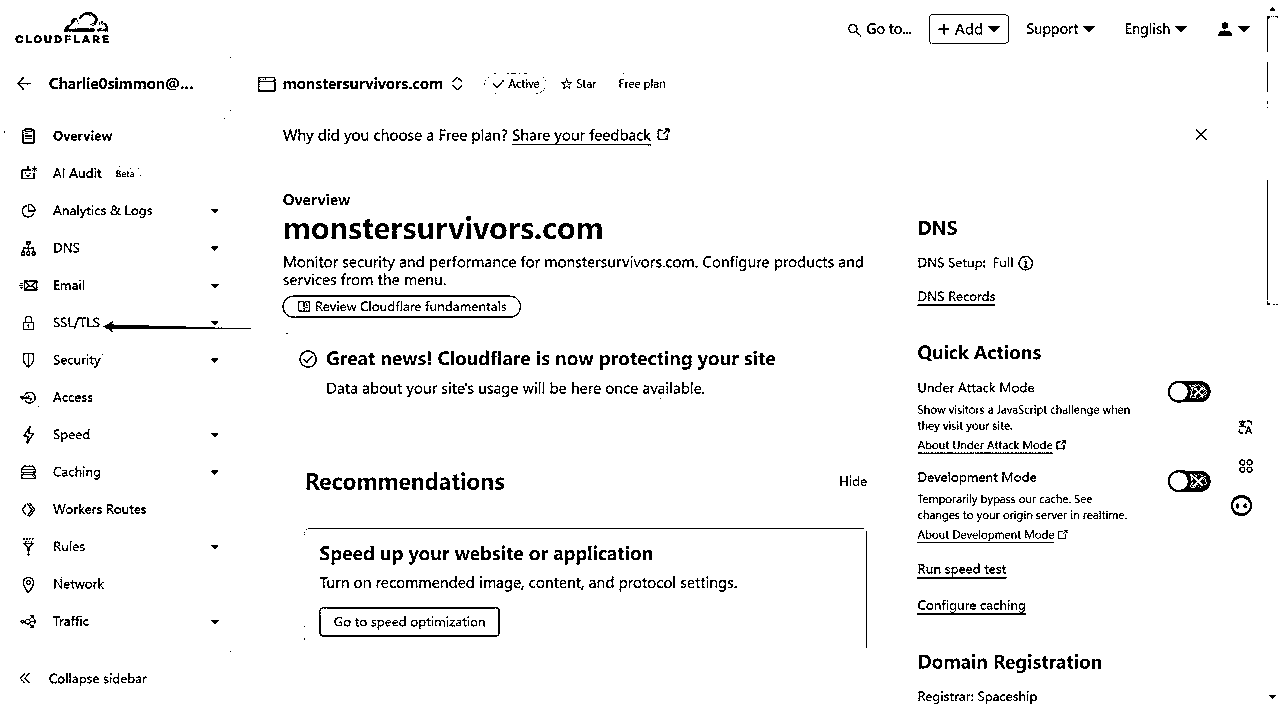 CLOUDFLARE
Go to...
+ Add
Support
English
Charlie0simmon@...
monstersurvivors.com
Active
Star
Free plan
Overview
AI Audit Beta
Analytics & Logs
DNS
Email
SSL/TLS
Security
Access
Speed
Caching
Workers Routes
Rules
Network
Traffic
Collapse sidebar
Why did you choose a Free plan? Share your feedback
Overview
monstersurvivors.com
Monitor security and performance for monstersurvivors.com. Configure products and
services from the menu.
Review Cloudflare fundamentals
Great news! Cloudflare is now protecting your site
Data about your site's usage will be here once available.
Recommendations
Hide
Speed up your website or application
Turn on recommended image, content, and protocol settings.
Go to speed optimization
DNS
DNS Setup: Full
DNS Records
Quick Actions
Under Attack Mode
Show visitors a JavaScript challenge when
they visit your site.
About Under Attack Mode
Development Mode
Temporarily bypass our cache. See
changes to your origin server in realtime.
About Development Mode
Run speed test
Configure caching
Domain Registration
Registrar: Spaceship